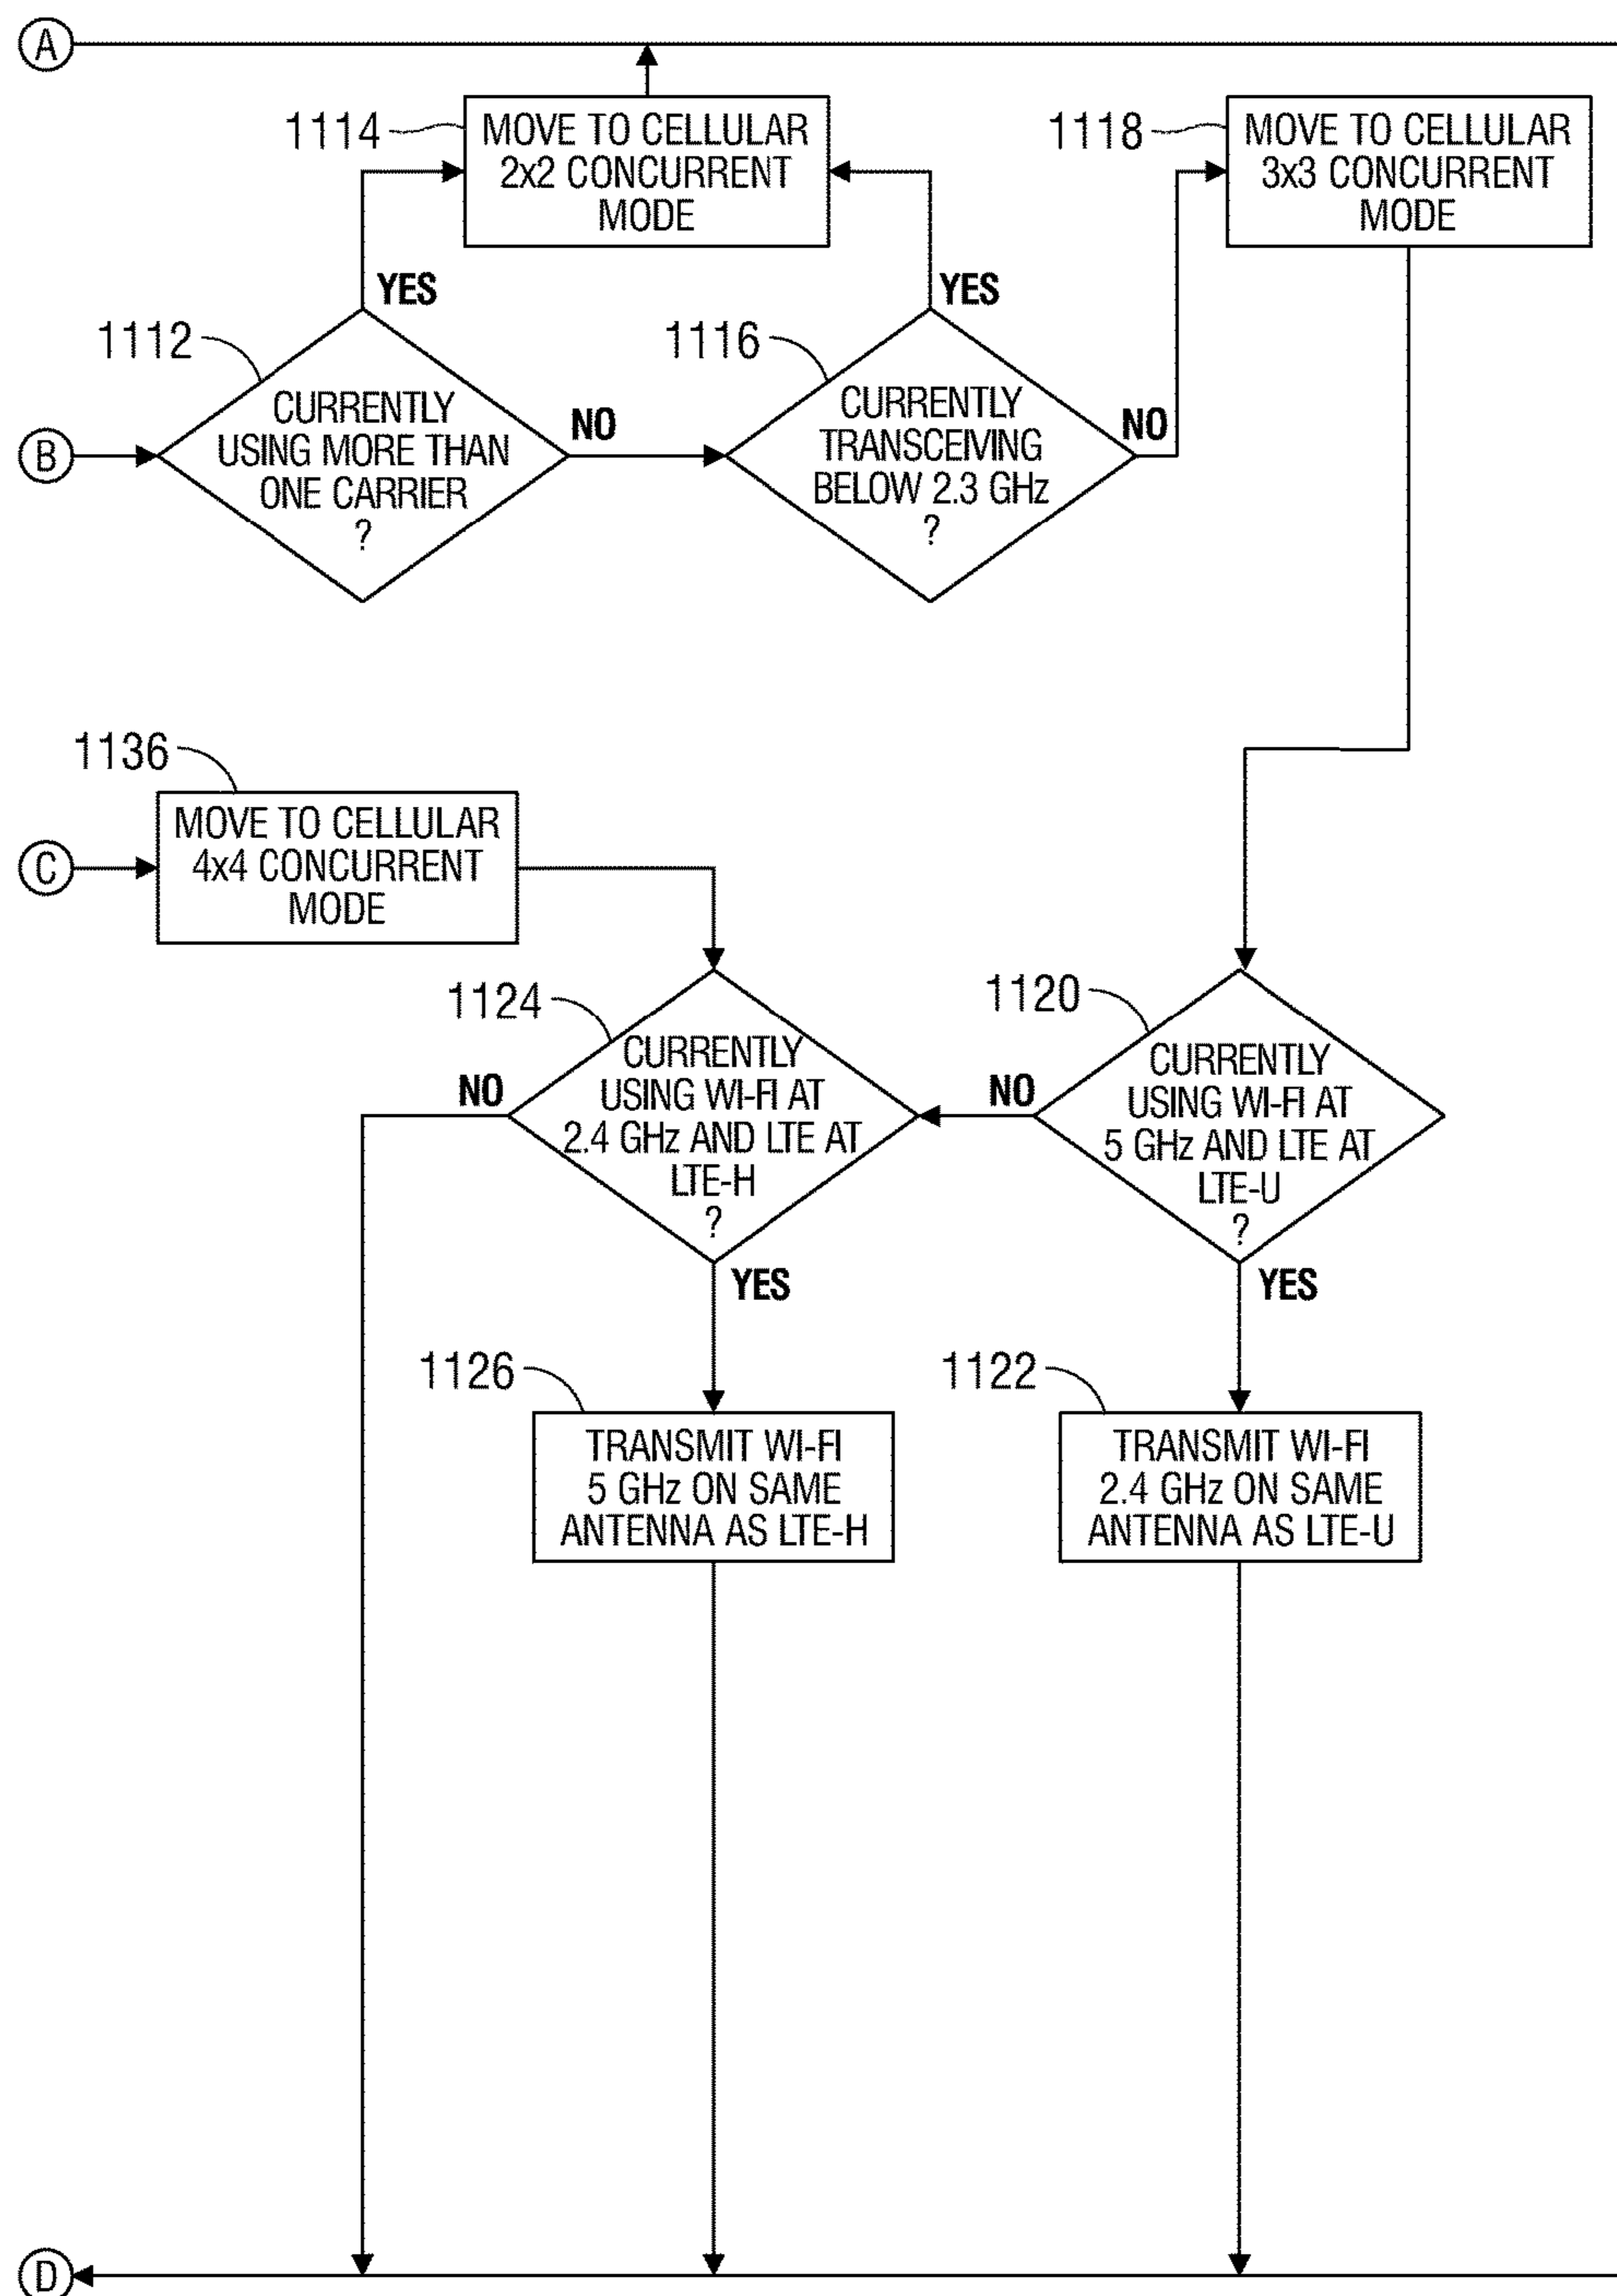 A
1114
MOVE TO CELLULAR
2x2 CONCURRENT
MODE
1118
MOVE TO CELLULAR
3x3 CONCURRENT
MODE
YES
YES
1112
CURRENTLY
USING MORE THAN
ONE CARRIER
?
1116
CURRENTLY
TRANSCEIVING
BELOW 2.3 GHz
?
B
NO
NO
1136
MOVE TO CELLULAR
4x4 CONCURRENT
MODE
C
1124
CURRENTLY
USING WI-FI AT
2.4 GHz AND LTE AT
LTE-H
?
1120
CURRENTLY
USING WI-FI AT
5 GHz AND LTE AT
LTE-U
?
NO
NO
YES
YES
1126
TRANSMIT WI-FI
5 GHz ON SAME
ANTENNA AS LTE-H
1122
TRANSMIT WI-FI
2.4 GHz ON SAME
ANTENNA AS LTE-U
D